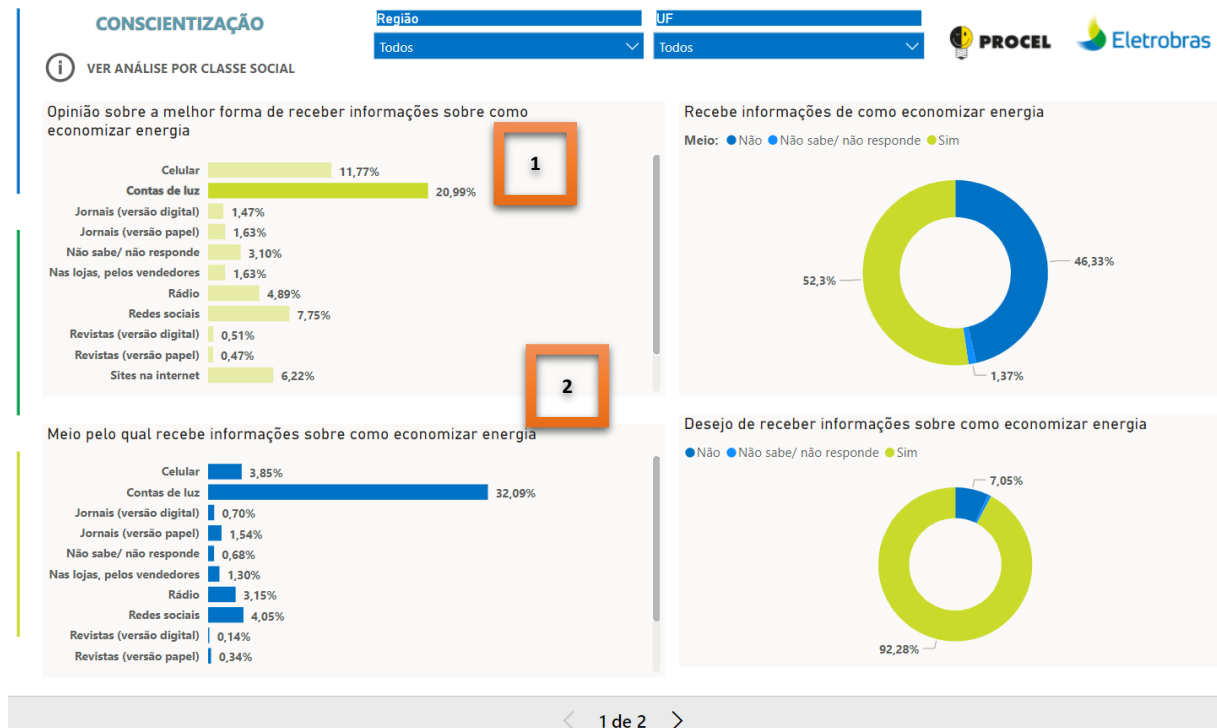 CONSCIENTIZAÇÃO
Região
Todos
UF
Todos
PROCEL
Eletrobras
i
VER ANÁLISE POR CLASSE SOCIAL
Opinião sobre a melhor forma de receber informações sobre como
economizar energia
1
Celular 11,77%
Contas de luz 20,99%
Jornais (versão digital) 1,47%
Jornais (versão papel) 1,63%
Não sabe/ não responde 3,10%
Nas lojas, pelos vendedores 1,63%
Rádio 4,89%
Redes sociais 7,75%
Revistas (versão digital) 0,51%
Revistas (versão papel) 0,47%
Sites na internet 6,22%
Recebe informações de como economizar energia
Meio: Não Não sabe/ não responde Sim
46,33%
52,3%
1,37%
2
Meio pelo qual recebe informações sobre como economizar energia
Celular 3,85%
Contas de luz 32,09%
Jornais (versão digital) 0,70%
Jornais (versão papel) 1,54%
Não sabe/ não responde 0,68%
Nas lojas, pelos vendedores 1,30%
Rádio 3,15%
Redes sociais 4,05%
Revistas (versão digital) 0,14%
Revistas (versão papel) 0,34%
Desejo de receber informações sobre como economizar energia
Não Não sabe/ não responde Sim
7,05%
92,28%
1 de 2